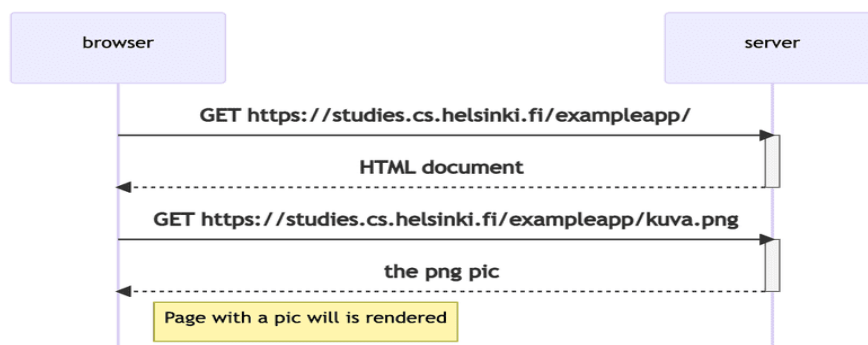 browser
server
GET https://studies.cs.helsinki.fi/exampleapp/
HTML document
GET https://studies.cs.helsinki.fi/exampleapp/kuva.png
the png pic
Page with a pic will is rendered